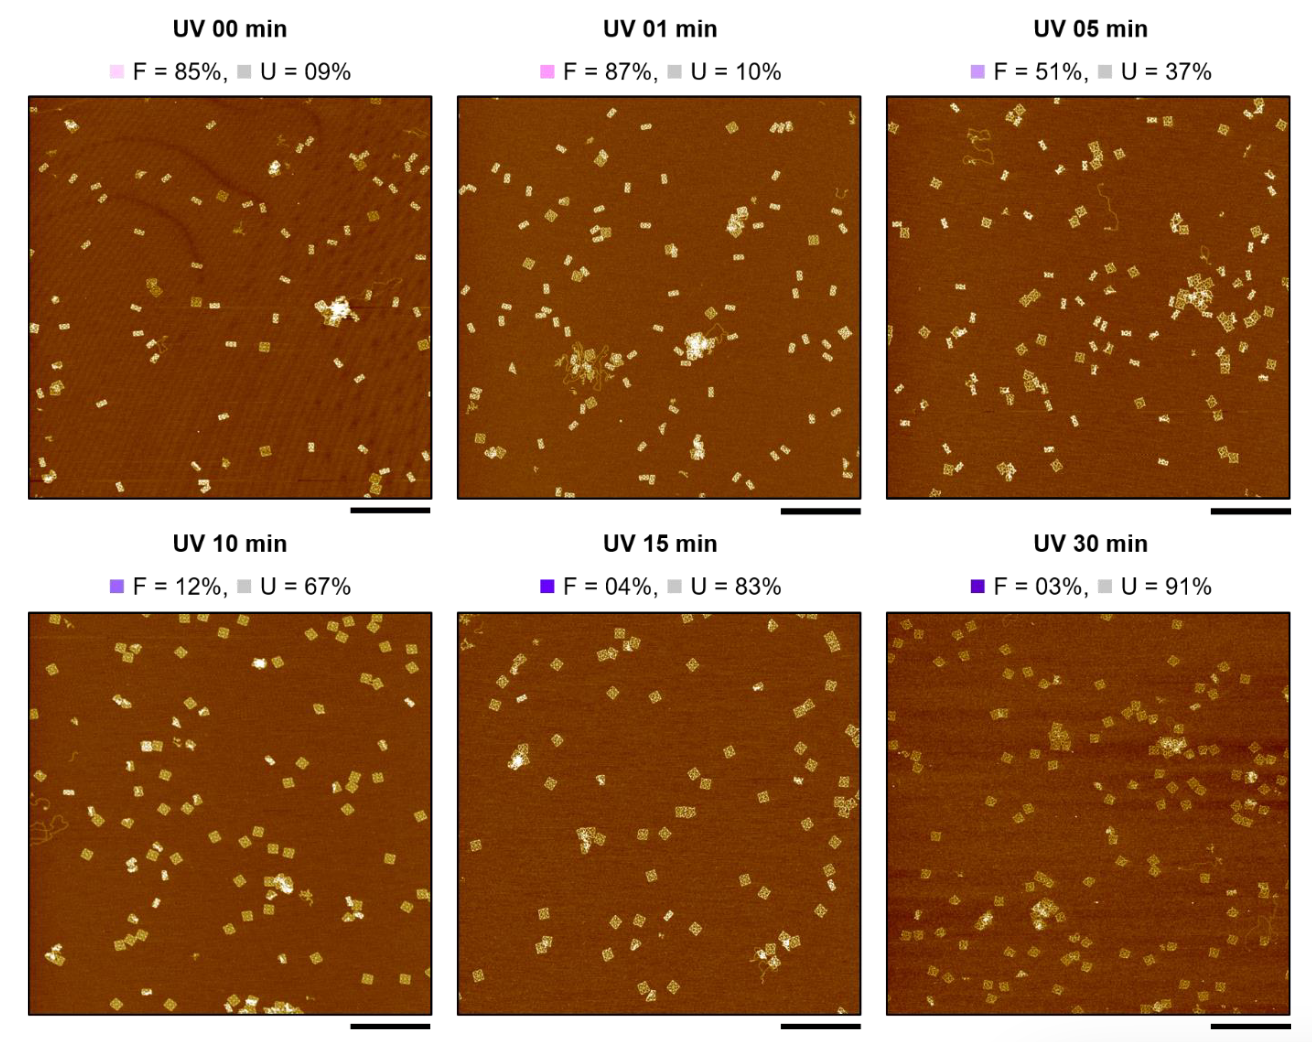 UV 00 min
F = 85%, U = 09%
UV 01 min
F = 87%, U = 10%
UV 05 min
F = 51%, U = 37%
UV 10 min
F = 12%, U = 67%
UV 15 min
F = 04%, U = 83%
UV 30 min
F = 03%, U = 91%